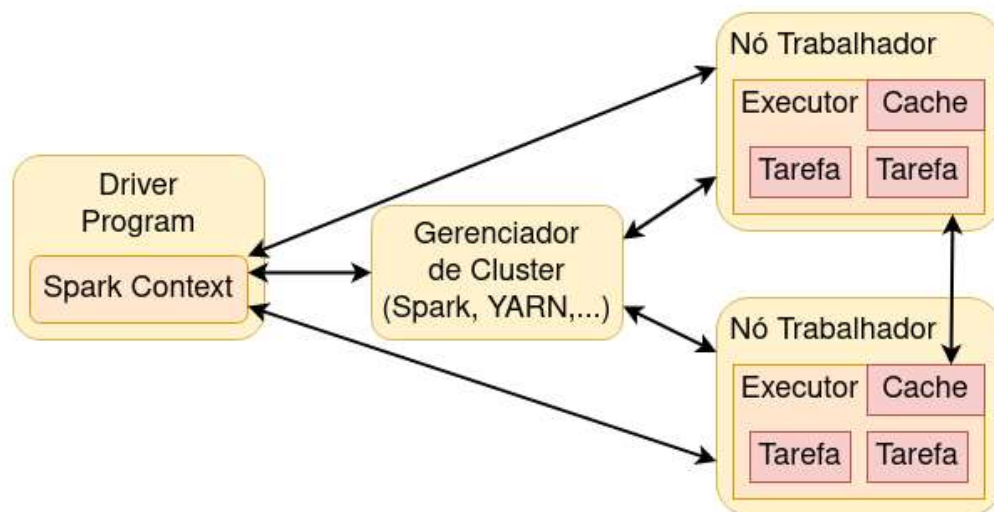 Driver
Program
Spark Context
Gerenciador
de Cluster
(Spark, YARN,...)
Nó Trabalhador
Executor
Cache
Tarefa
Tarefa
Nó Trabalhador
Executor
Cache
Tarefa
Tarefa